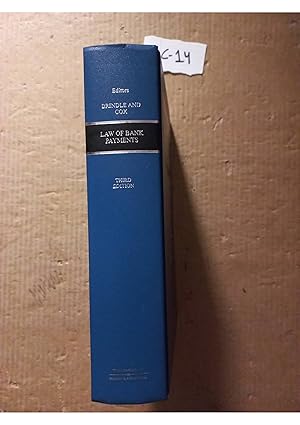 C-14
Editors
BRINDLE AND
COX
LAW OF BANK
PAYMENTS
THIRD
EDITION